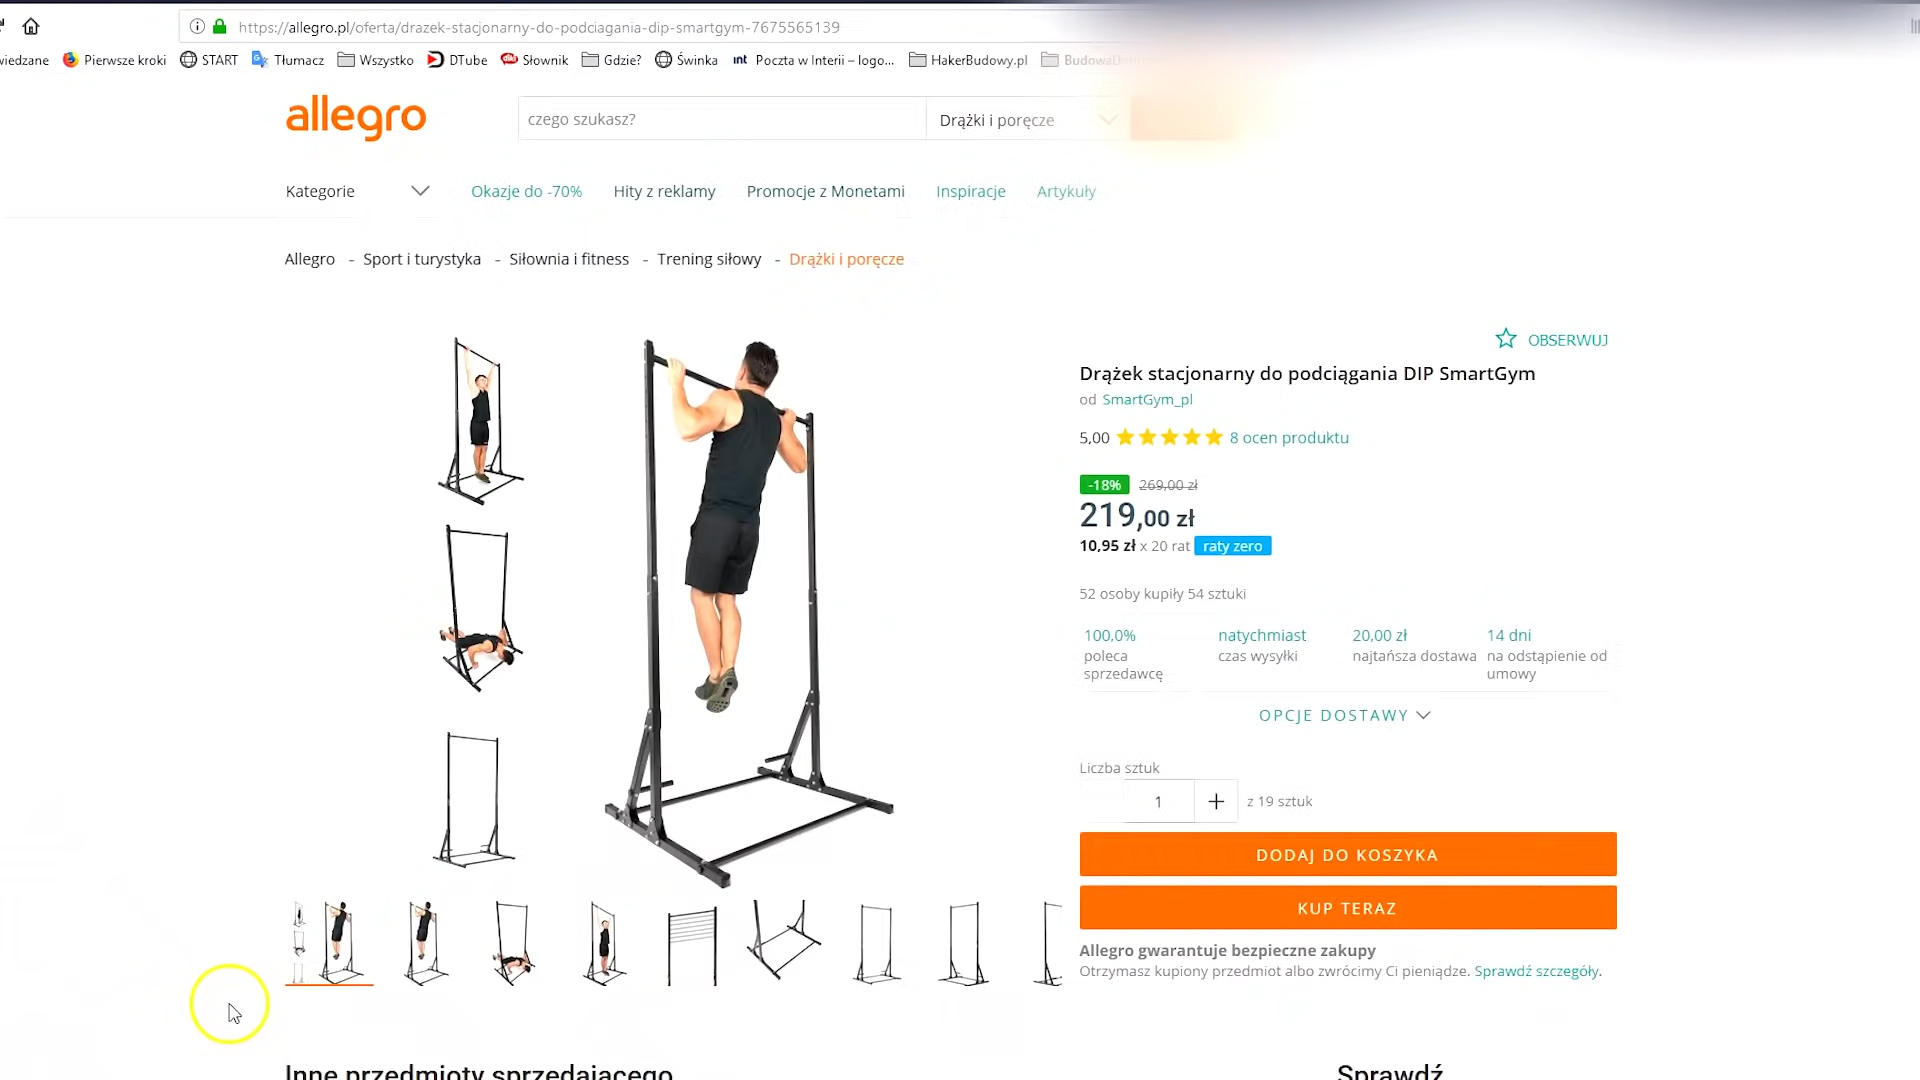 https://allegro.pl/oferta/drazek-stacjonarny-do-podciagania-dip-smartgym-7675565139
Pierwsze kroki START Tłumacz Wszystko DTube Słownik Gdzie? Świnka Poczta w Interii – logo... HakerBudowy.pl
allegro
czego szukasz?
Drążki i poręcze
Kategorie
Okazje do -70% Hity z reklamy Promocje z Monetami Inspiracje Artykuły
Allegro - Sport i turystyka - Siłownia i fitness - Trening siłowy - Drążki i poręcze
OBSERWUJ
Drążek stacjonarny do podciągania DIP SmartGym
od SmartGym_pl
5,00 8 ocen produktu
-18% 269,00 zł
219,00 zł
10,95 zł x 20 rat raty zero
52 osoby kupiły 54 sztuki
100,0% poleca sprzedawcę
natychmiast czas wysyłki
20,00 zł najtańsza dostawa
14 dni na odstąpienie od umowy
OPCJE DOSTAWY
Liczba sztuk
1 + z 19 sztuk
DODAJ DO KOSZYKA
KUP TERAZ
Allegro gwarantuje bezpieczne zakupy
Otrzymasz kupiony przedmiot albo zwrócimy Ci pieniądze. Sprawdź szczegóły.
Inne przedmioty sprzedającego
Sprawdź